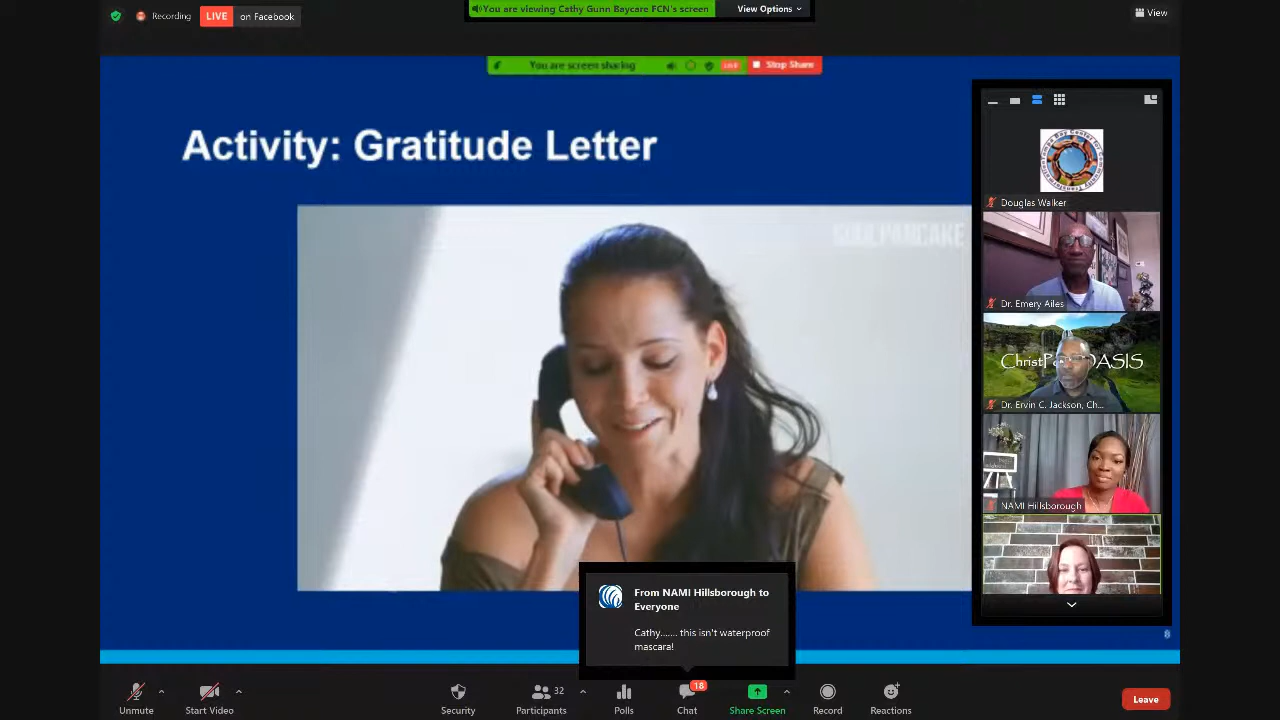 Recording
LIVE on Facebook
You are viewing Cathy Gunn Baycare FCN's screen
View Options
View
You are screen sharing
LIVE
Stop Share
Activity: Gratitude Letter
SOULPANCAKE
Douglas Walker
Dr. Emery Ailes
Dr. Ervin C. Jackson, Ch...
NAMI Hillsborough
From NAMI Hillsborough to
Everyone
Cathy....... this isn't waterproof
mascara!
8
Unmute
Start Video
Security
Participants 32
Polls
Chat 18
Share Screen
Record
Reactions
Leave